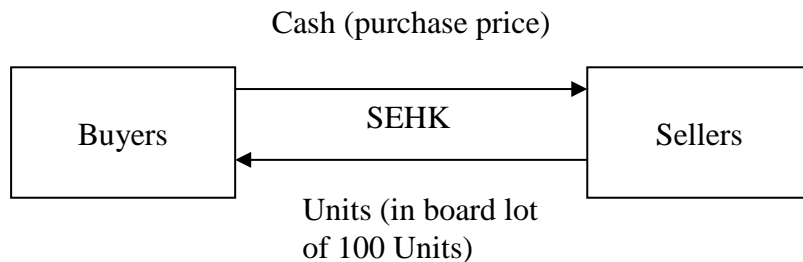 Cash (purchase price)
Buyers
SEHK
Sellers
Units (in board lot
of 100 Units)